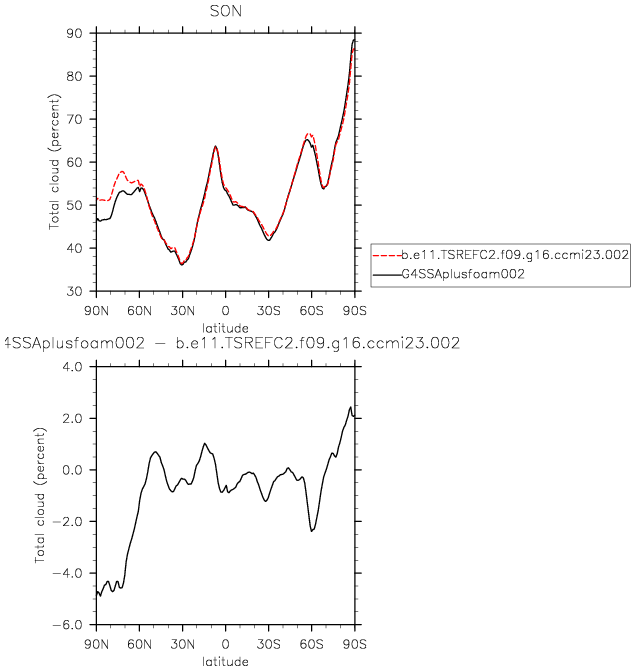 SON
90
80
70
60
50
40
30
Total cloud (percent)
90N 60N 30N 0 30S 60S 90S
latitude
b.e11.TSREFC2.f09.g16.ccmi23.002
G4SSAplusfoam002
4SSAplusfoam002 − b.e11.TSREFC2.f09.g16.ccmi23.002
4.0
2.0
0.0
−2.0
−4.0
−6.0
Total cloud (percent)
90N 60N 30N 0 30S 60S 90S
latitude